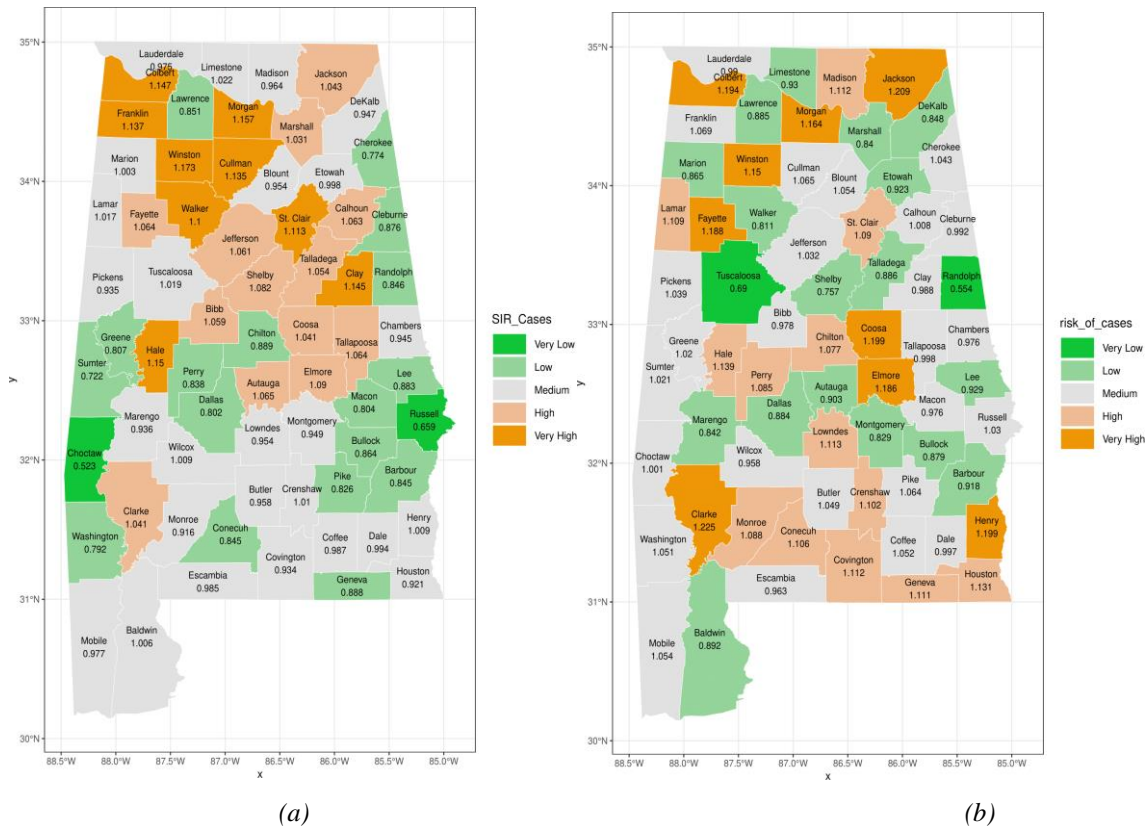 35°N
34°N
33°N
32°N
31°N
30°N
y
88.5°W 88.0°W 87.5°W 87.0°W 86.5°W 86.0°W 85.5°W 85.0°W
x
Lauderdale
0.975
Colbert
1.147
Limestone
1.022
Madison
0.964
Jackson
1.043
Lawrence
0.851
Franklin
1.137
Morgan
1.157
Marshall
1.031
DeKalb
0.947
Cherokee
0.774
Marion
1.003
Winston
1.173
Cullman
1.135
Blount
0.954
Etowah
0.998
Lamar
1.017
Fayette
1.064
Walker
1.1
St. Clair
1.113
Calhoun
1.063
Cleburne
0.876
Jefferson
1.061
Talladega
1.054
Clay
1.145
Randolph
0.846
Pickens
0.935
Tuscaloosa
1.019
Shelby
1.082
Bibb
1.059
Greene
0.807
Hale
1.15
Chilton
0.889
Coosa
1.041
Tallapoosa
1.064
Chambers
0.945
Sumter
0.722
Perry
0.838
Autauga
1.065
Elmore
1.09
Lee
0.883
Dallas
0.802
Macon
0.804
Russell
0.659
Marengo
0.936
Lowndes
0.954
Montgomery
0.949
Bullock
0.864
Choctaw
0.523
Wilcox
1.009
Pike
0.826
Barbour
0.845
Butler
0.958
Crenshaw
1.01
Clarke
1.041
Monroe
0.916
Conecuh
0.845
Henry
1.009
Washington
0.792
Coffee
0.987
Dale
0.994
Covington
0.934
Houston
0.921
Escambia
0.985
Geneva
0.888
Mobile
0.977
Baldwin
1.006
SIR_Cases
Very Low
Low
Medium
High
Very High
(a)
35°N
34°N
33°N
32°N
31°N
30°N
y
88.5°W 88.0°W 87.5°W 87.0°W 86.5°W 86.0°W 85.5°W 85.0°W
x
Lauderdale
0.99
Colbert
1.194
Limestone
0.93
Madison
1.112
Jackson
1.209
Lawrence
0.885
Franklin
1.069
Morgan
1.164
Marshall
0.84
DeKalb
0.848
Cherokee
1.043
Marion
0.865
Winston
1.15
Cullman
1.065
Blount
1.054
Etowah
0.923
Lamar
1.109
Fayette
1.188
Walker
0.811
St. Clair
1.09
Calhoun
1.008
Cleburne
0.992
Jefferson
1.032
Talladega
0.886
Clay
0.988
Randolph
0.554
Pickens
1.039
Tuscaloosa
0.69
Shelby
0.757
Bibb
0.978
Greene
1.02
Hale
1.139
Chilton
1.077
Coosa
1.199
Tallapoosa
0.998
Chambers
0.976
Sumter
1.021
Perry
1.085
Autauga
0.903
Elmore
1.186
Lee
0.929
Dallas
0.884
Macon
0.976
Russell
1.03
Marengo
0.842
Lowndes
1.113
Montgomery
0.829
Bullock
0.879
Choctaw
1.001
Wilcox
0.958
Pike
1.064
Barbour
0.918
Butler
1.049
Crenshaw
1.102
Clarke
1.225
Monroe
1.088
Conecuh
1.106
Henry
1.199
Washington
1.051
Coffee
1.052
Dale
0.997
Covington
1.112
Houston
1.131
Escambia
0.963
Geneva
1.111
Mobile
1.054
Baldwin
0.892
risk_of_cases
Very Low
Low
Medium
High
Very High
(b)